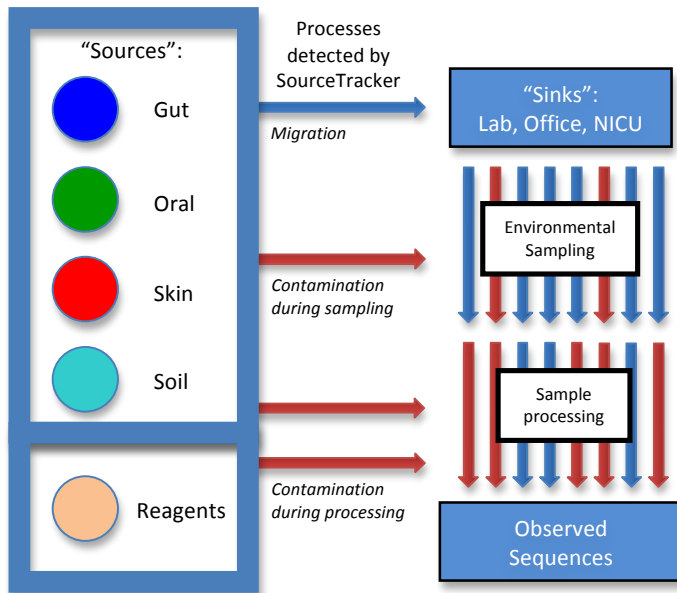 “Sources”:
Gut
Oral
Skin
Soil
Reagents
Processes
detected by
SourceTracker
Migration
Contamination
during sampling
Contamination
during processing
“Sinks”:
Lab, Office, NICU
Environmental
Sampling
Sample
processing
Observed
Sequences